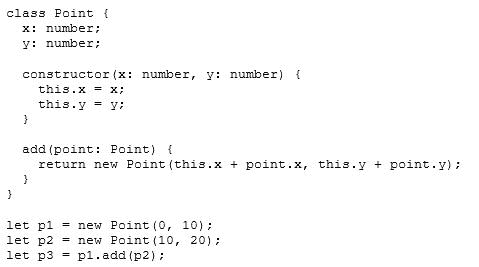 class Point {
  x: number;
  y: number;

  constructor(x: number, y: number) {
    this.x = x;
    this.y = y;
  }

  add(point: Point) {
    return new Point(this.x + point.x, this.y + point.y);
  }
}

let p1 = new Point(0, 10);
let p2 = new Point(10, 20);
let p3 = p1.add(p2);